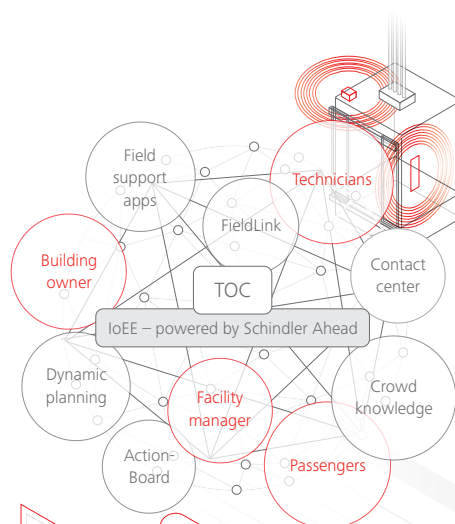 Field
support
apps
Technicians
FieldLink
Building
owner
Contact
center
TOC
IoEE – powered by Schindler Ahead
Dynamic
planning
Facility
manager
Crowd
knowledge
Action-
Board
Passengers